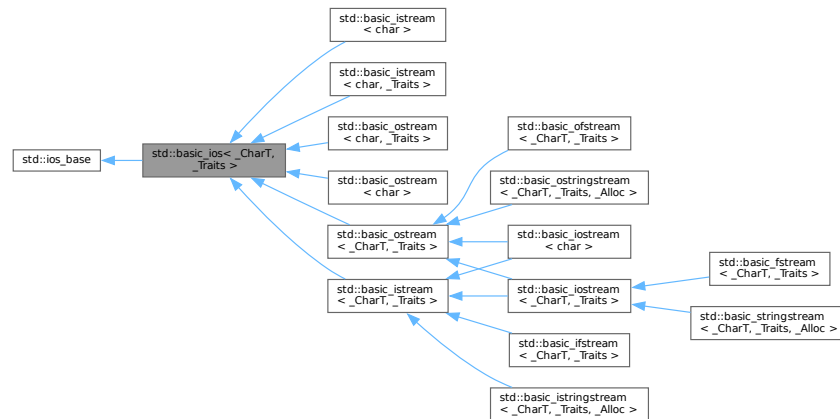 std::basic_istream
< char >
std::basic_istream
< char, _Traits >
std::basic_ostream
< char, _Traits >
std::basic_ofstream
< _CharT, _Traits >
std::ios_base
std::basic_ios< _CharT,
_Traits >
std::basic_ostream
< char >
std::basic_ostringstream
< _CharT, _Traits, _Alloc >
std::basic_ostream
< _CharT, _Traits >
std::basic_iostream
< char >
std::basic_fstream
< _CharT, _Traits >
std::basic_istream
< _CharT, _Traits >
std::basic_iostream
< _CharT, _Traits >
std::basic_stringstream
< _CharT, _Traits, _Alloc >
std::basic_ifstream
< _CharT, _Traits >
std::basic_istringstream
< _CharT, _Traits, _Alloc >